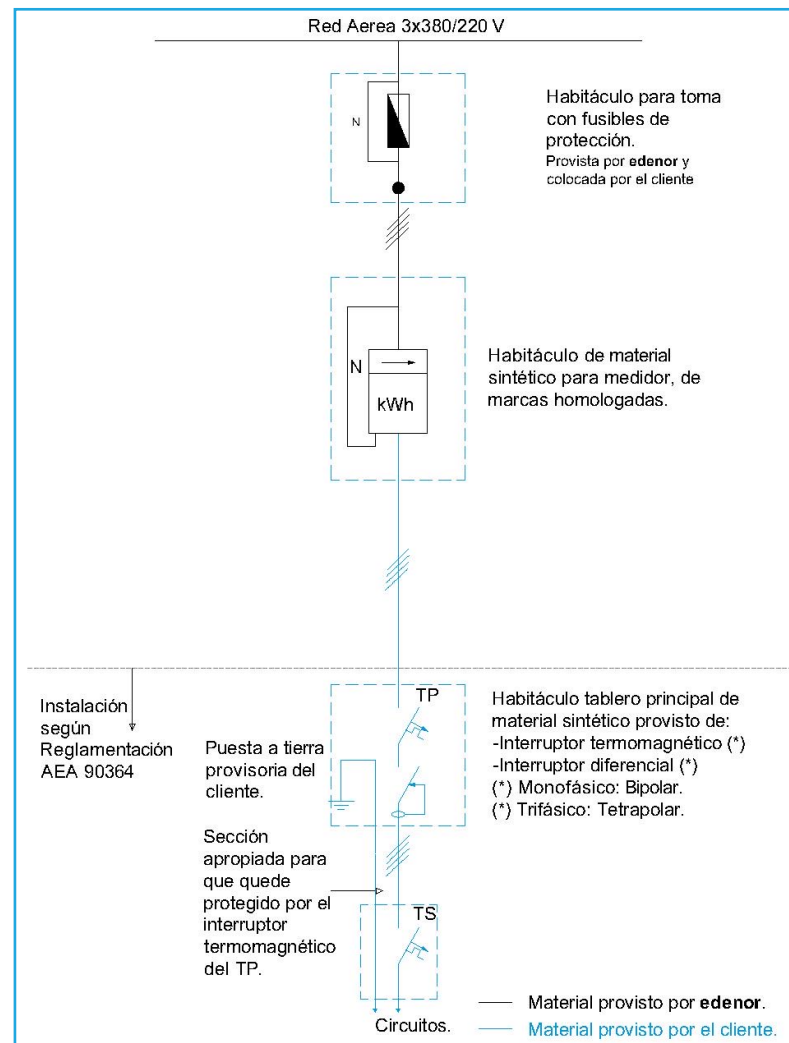 Red Aerea 3x380/220 V
N
Habitáculo para toma
con fusibles de
protección.
Provista por edenor y
colocada por el cliente
N
kWh
Habitáculo de material
sintético para medidor, de
marcas homologadas.
Instalación
según
Reglamentación
AEA 90364
Puesta a tierra
provisoria del
cliente.
TP
Habitáculo tablero principal de
material sintético provisto de:
-Interruptor termomagnético (*)
-Interruptor diferencial (*)
(*) Monofásico: Bipolar.
(*) Trifásico: Tetrapolar.
Sección
apropiada para
que quede
protegido por el
interruptor
termomagnético
del TP.
TS
Circuitos.
Material provisto por edenor.
Material provisto por el cliente.